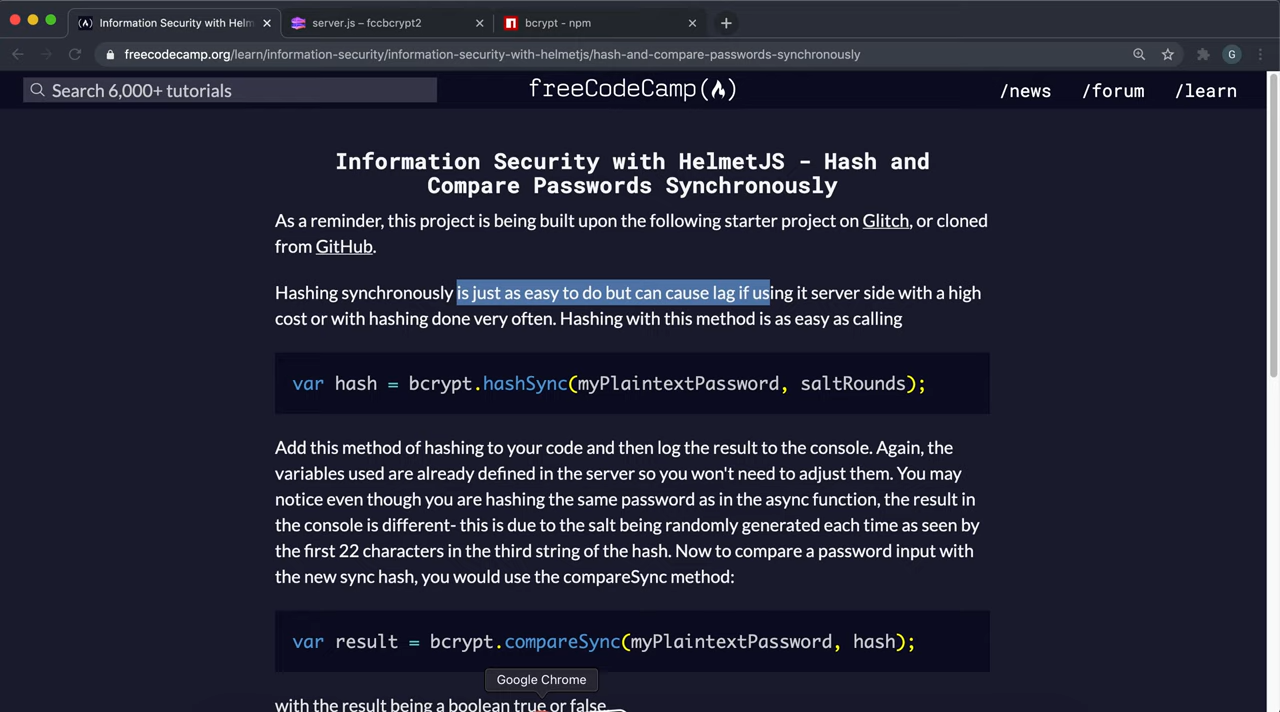 Information Security with Helm
server.js – fccbcrypt2
bcrypt - npm
freecodecamp.org/learn/information-security/information-security-with-helmetjs/hash-and-compare-passwords-synchronously
G
Search 6,000+ tutorials
freeCodeCamp
/news
/forum
/learn
Information Security with HelmetJS - Hash and
Compare Passwords Synchronously
As a reminder, this project is being built upon the following starter project on Glitch, or cloned
from GitHub.
Hashing synchronously is just as easy to do but can cause lag if using it server side with a high
cost or with hashing done very often. Hashing with this method is as easy as calling
var hash = bcrypt.hashSync(myPlaintextPassword, saltRounds);
Add this method of hashing to your code and then log the result to the console. Again, the
variables used are already defined in the server so you won't need to adjust them. You may
notice even though you are hashing the same password as in the async function, the result in
the console is different- this is due to the salt being randomly generated each time as seen by
the first 22 characters in the third string of the hash. Now to compare a password input with
the new sync hash, you would use the compareSync method:
var result = bcrypt.compareSync(myPlaintextPassword, hash);
Google Chrome
with the result being a boolean true or false